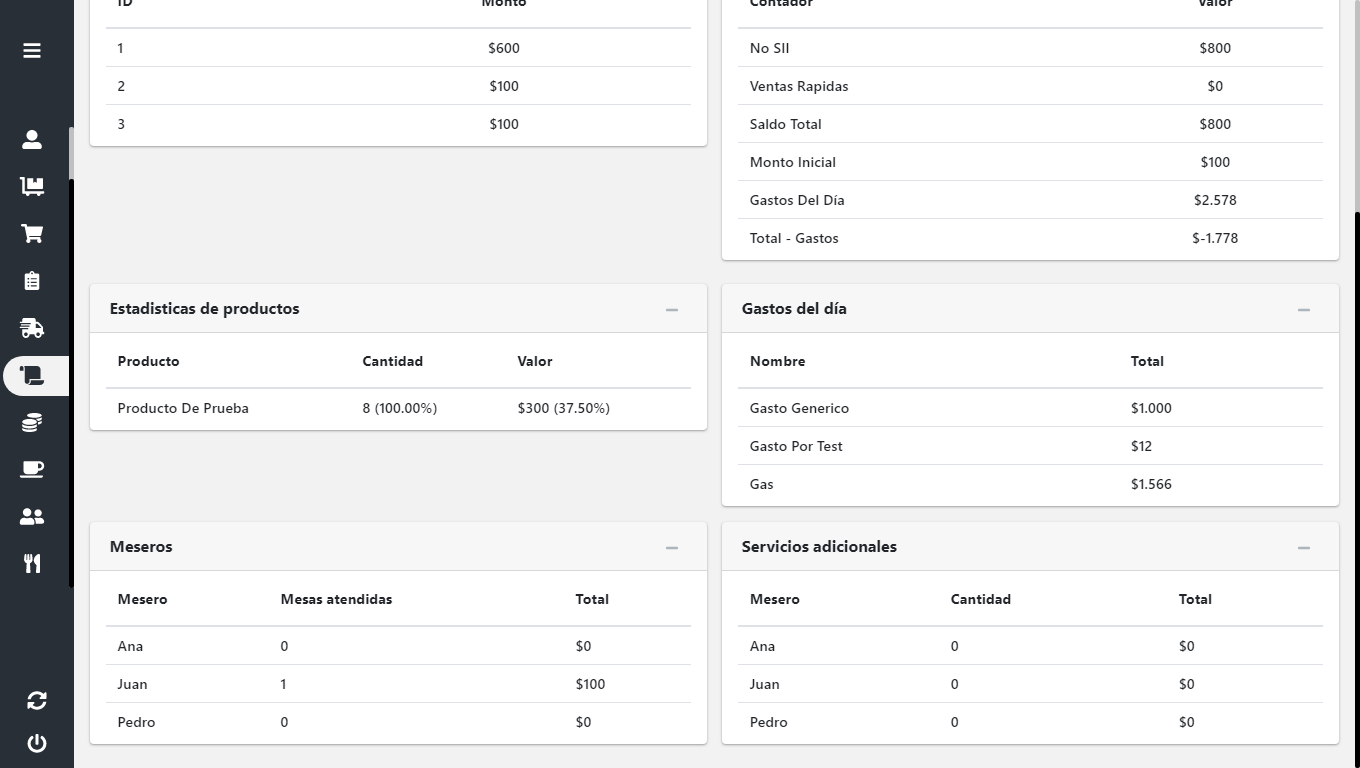 ID Monto
1 $600
2 $100
3 $100
Contador Valor
No SII $800
Ventas Rapidas $0
Saldo Total $800
Monto Inicial $100
Gastos Del Día $2.578
Total - Gastos $-1.778
Estadisticas de productos
Producto Cantidad Valor
Producto De Prueba 8 (100.00%) $300 (37.50%)
Gastos del día
Nombre Total
Gasto Generico $1.000
Gasto Por Test $12
Gas $1.566
Meseros
Mesero Mesas atendidas Total
Ana 0 $0
Juan 1 $100
Pedro 0 $0
Servicios adicionales
Mesero Cantidad Total
Ana 0 $0
Juan 0 $0
Pedro 0 $0